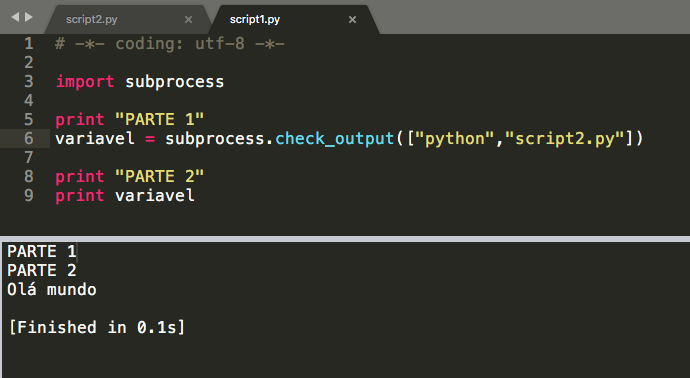 script2.py × script1.py ×
1 # -*- coding: utf-8 -*-
2
3 import subprocess
4
5 print "PARTE 1"
6 variavel = subprocess.check_output(["python","script2.py"])
7
8 print "PARTE 2"
9 print variavel
PARTE 1
PARTE 2
Olá mundo
[Finished in 0.1s]